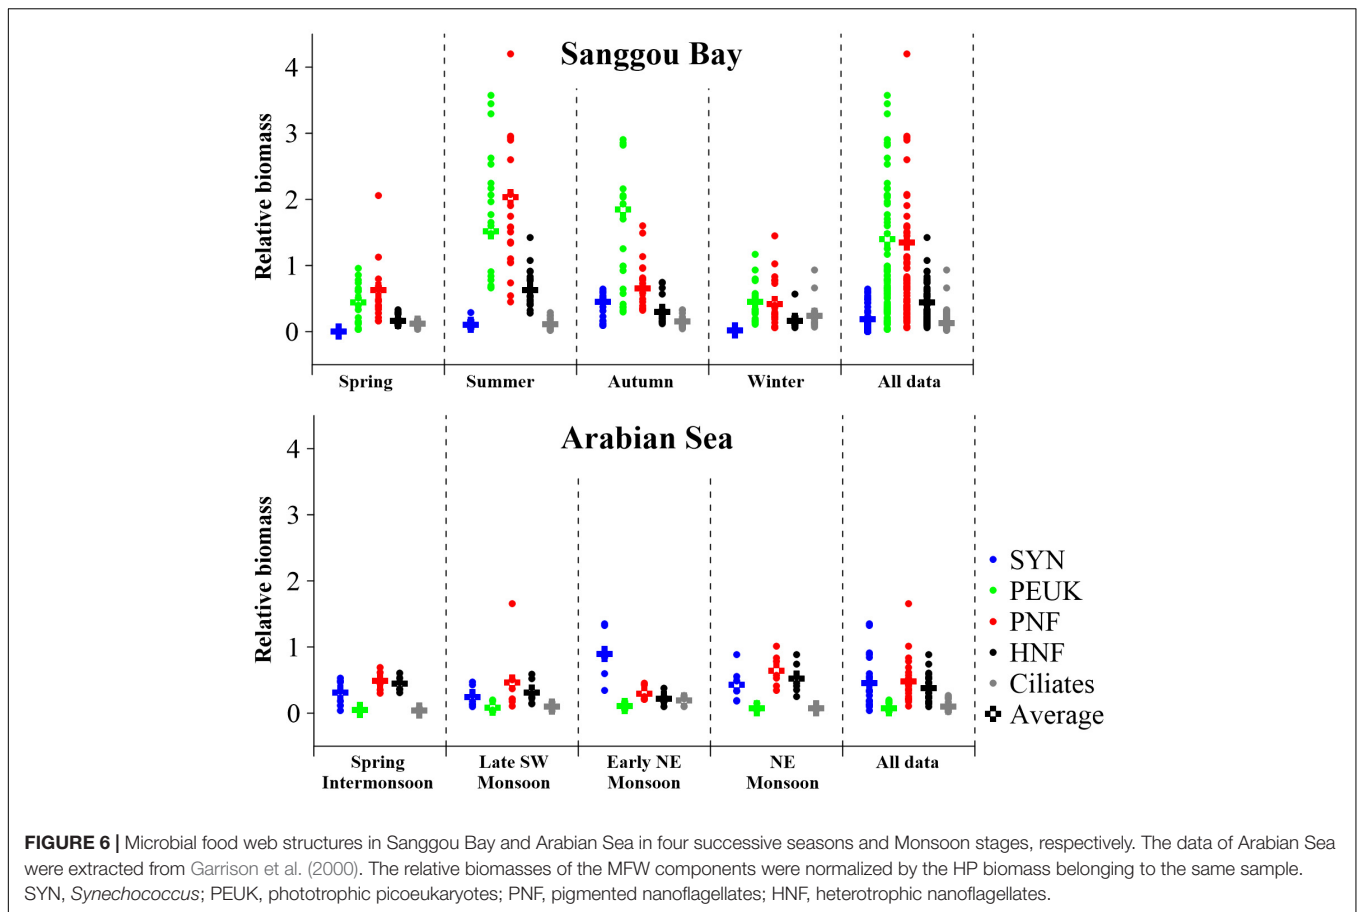 Sanggou Bay
Relative biomass
4
3
2
1
0
Spring
Summer
Autumn
Winter
All data
Arabian Sea
Relative biomass
4
3
2
1
0
Spring
Intermonsoon
Late SW
Monsoon
Early NE
Monsoon
NE
Monsoon
All data
SYN
PEUK
PNF
HNF
Ciliates
Average
FIGURE 6 | Microbial food web structures in Sanggou Bay and Arabian Sea in four successive seasons and Monsoon stages, respectively. The data of Arabian Sea
were extracted from Garrison et al. (2000). The relative biomasses of the MFW components were normalized by the HP biomass belonging to the same sample.
SYN, Synechococcus; PEUK, phototrophic picoeukaryotes; PNF, pigmented nanoflagellates; HNF, heterotrophic nanoflagellates.